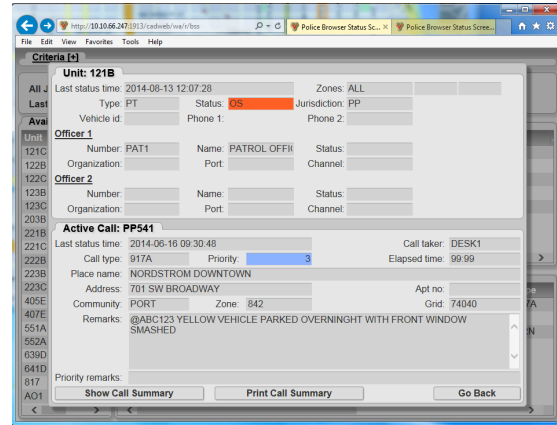 http://10.10.66.247:1913/cadweb/wa/r/bss
Police Browser Status Sc...
Police Browser Status Scree...
File Edit View Favorites Tools Help
Criteria [+]
Unit: 121B
Last status time: 2014-08-13 12:07:28 Zones: ALL
Type: PT Status: OS Jurisdiction: PP
Vehicle id: Phone 1: Phone 2:
Officer 1
Number: PAT1 Name: PATROL OFFI Status:
Organization: Port: Channel:
Officer 2
Number: Name: Status:
Organization: Port: Channel:
Active Call: PP541
Last status time: 2014-06-16 09:30:48 Call taker: DESK1
Call type: 917A Priority: 3 Elapsed time: 99:99
Place name: NORDSTROM DOWNTOWN
Address: 701 SW BROADWAY Apt no:
Community: PORT Zone: 842 Grid: 74040
Remarks: @ABC123 YELLOW VEHICLE PARKED OVERNINGHT WITH FRONT WINDOW
SMASHED
Priority remarks:
Show Call Summary Print Call Summary Go Back
All J
Last
Avai
Unit
121C
122B
122C
123B
123C
203B
221B
221C
222B
223B
223C
405E
407E
551A
552A
639D
641D
817
AO1